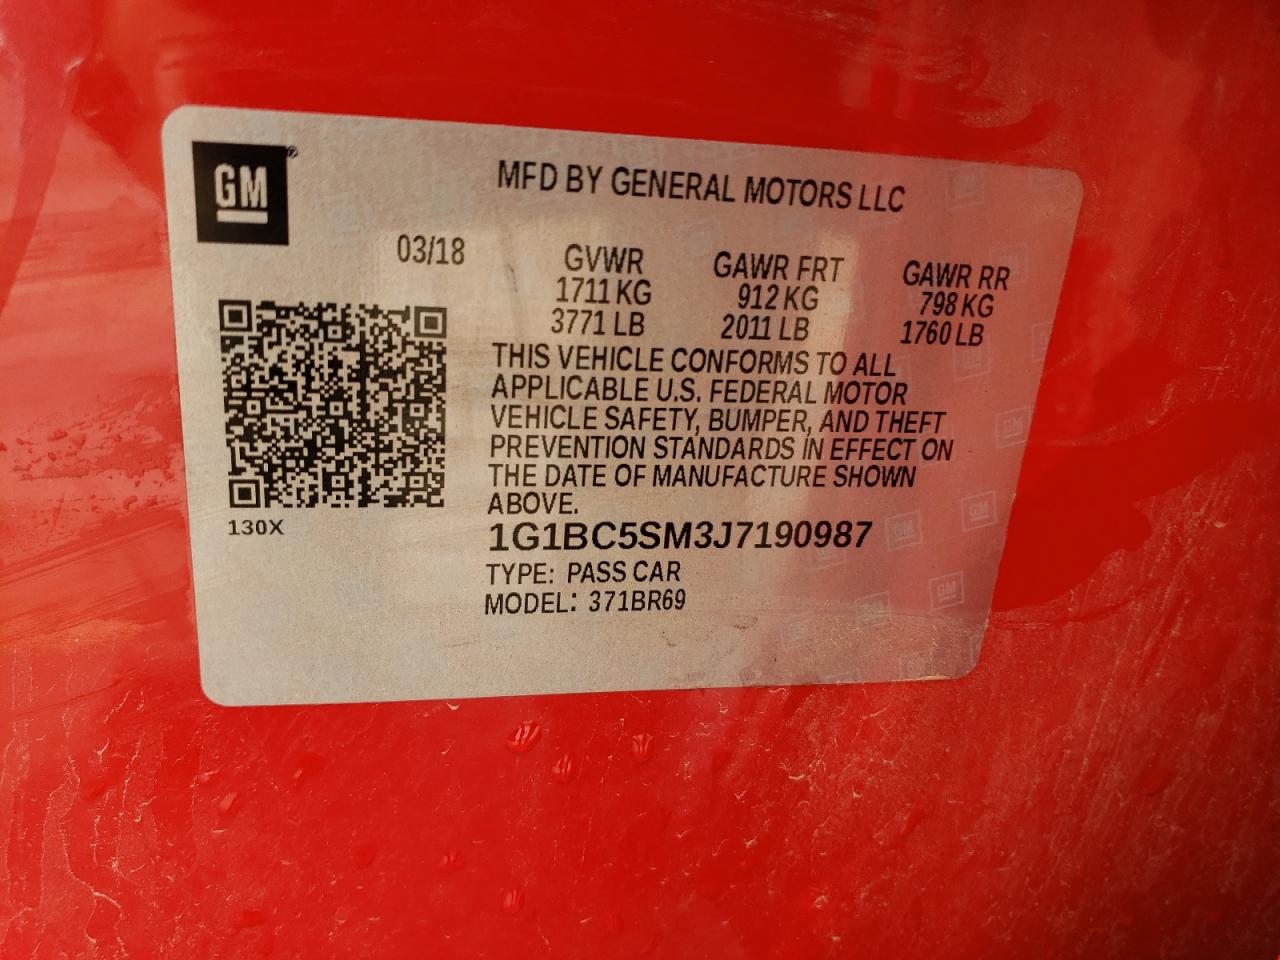 GM®
MFD BY GENERAL MOTORS LLC
03/18 GVWR GAWR FRT GAWR RR
1711 KG 912 KG 798 KG
3771 LB 2011 LB 1760 LB
THIS VEHICLE CONFORMS TO ALL
APPLICABLE U.S. FEDERAL MOTOR
VEHICLE SAFETY, BUMPER, AND THEFT
PREVENTION STANDARDS IN EFFECT ON
THE DATE OF MANUFACTURE SHOWN
ABOVE.
130X
1G1BC5SM3J7190987
TYPE: PASS CAR
MODEL: 371BR69